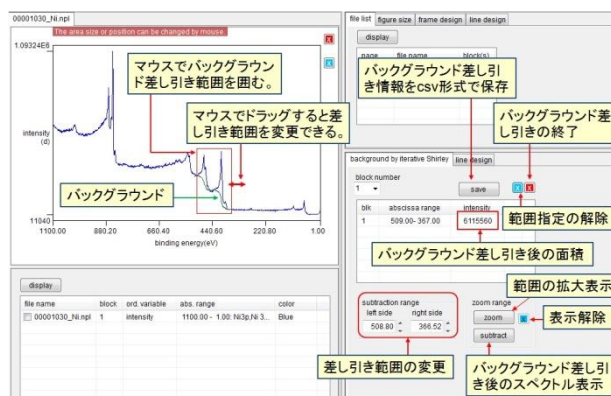 00001030_Ni.npl
The area size or position can be changed by mouse.
1.09324E6
intensity
(d)
11040
1100.00
880.20
660.40
440.60
220.80
1.00
binding energy(eV)
マウスでバックグラウン
ド差し引き範囲を囲む。
マウスでドラッグすると差
し引き範囲を変更できる。
バックグラウンド
display
file name
block
ord. variable
abs. range
color
00001030_Ni.npl
1
intensity
1100.00 - 1.00: Ni3p,Ni 3...
Blue
file list
figure size
frame design
line design
display
page
file name
block(s)
バックグラウンド差し引
き情報をcsv形式で保存
バックグラウンド差し
引きの終了
background by iterative Shirley
line design
block number
1
save
x
x
blk
abscissa range
intensity
1
509.00- 367.00
6115560
範囲指定の解除
バックグラウンド差し引き後の面積
範囲の拡大表示
subtraction range
left side
right side
508.80
366.52
zoom range
zoom
x
表示解除
subtract
差し引き範囲の変更
バックグラウンド差し引
き後のスペクトル表示